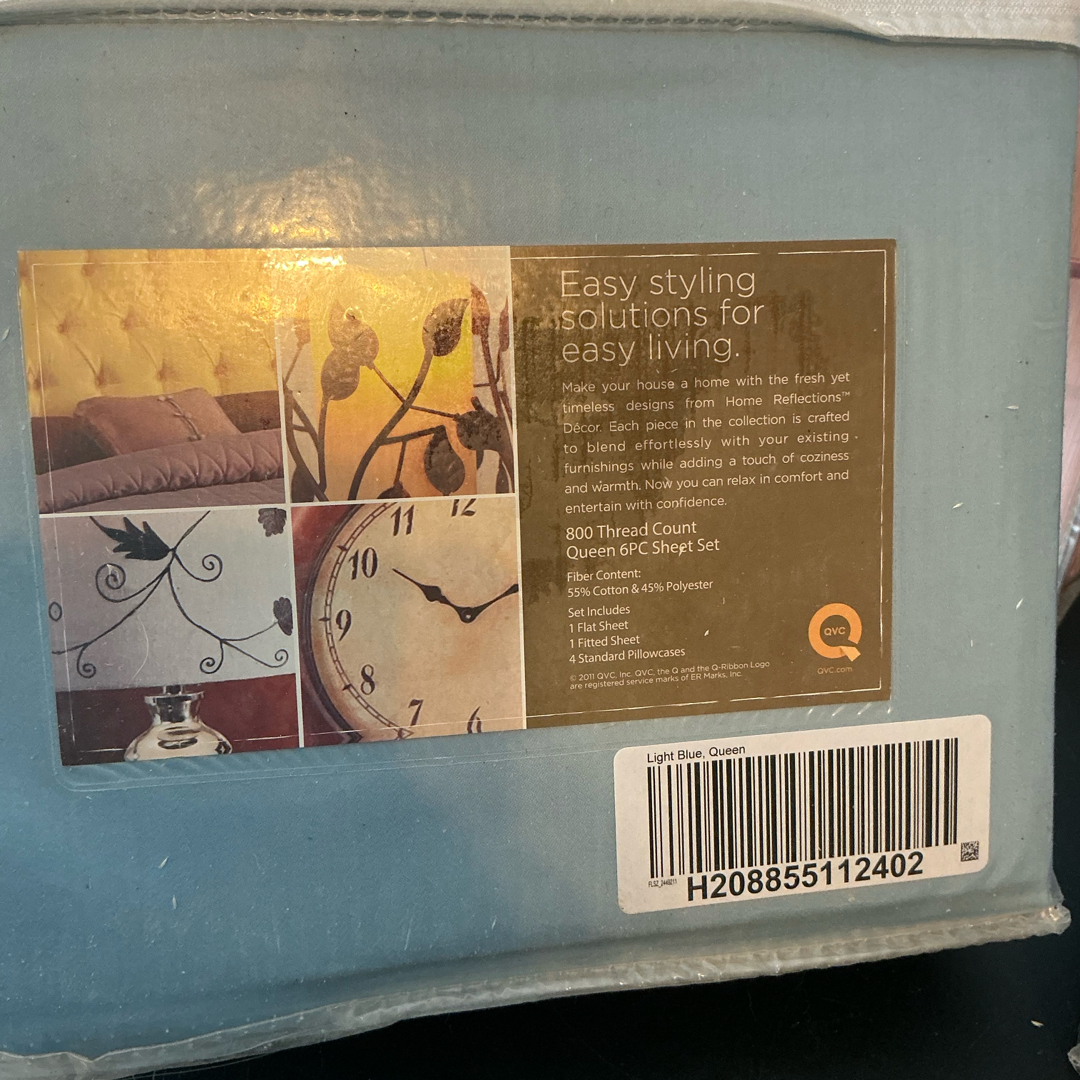 Easy styling
solutions for
easy living.
Make your house a home with the fresh yet
timeless designs from Home Reflections™
Décor. Each piece in the collection is crafted
to blend effortlessly with your existing
furnishings while adding a touch of coziness
and warmth. Now you can relax in comfort and
entertain with confidence.
800 Thread Count
Queen 6PC Sheet Set
Fiber Content:
55% Cotton & 45% Polyester
Set Includes
1 Flat Sheet
1 Fitted Sheet
4 Standard Pillowcases
© 2011 QVC, Inc. QVC, the Q and the Q-Ribbon Logo
are registered service marks of ER Marks, Inc.
QVC
QVC.com
12
11
10
9
8
7
6
Light Blue, Queen
H208855112402